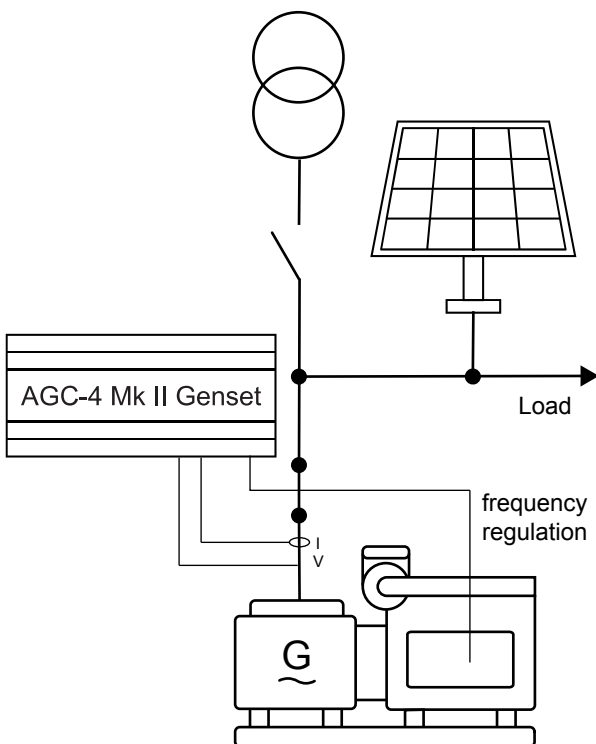 AGC-4 Mk II Genset
Load
frequency
regulation
I
V
G